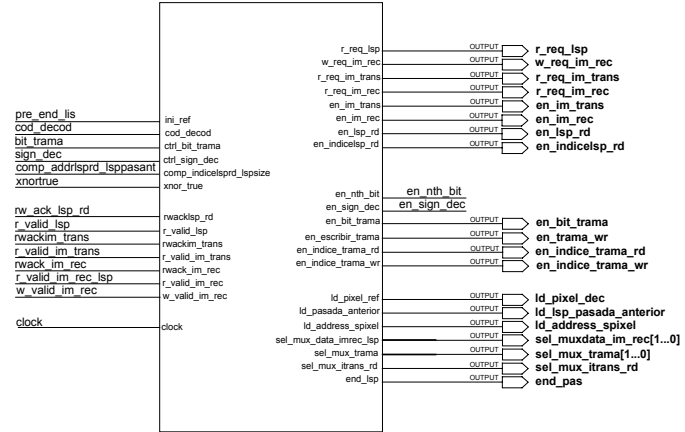 r_req_lsp OUTPUT r_req_lsp
w_req_im_rec OUTPUT w_req_im_rec
r_req_im_trans OUTPUT r_req_im_trans
r_req_im_rec OUTPUT r_req_im_rec
en_im_trans OUTPUT en_im_trans
en_im_rec OUTPUT en_im_rec
en_lsp_rd OUTPUT en_lsp_rd
en_indicelsp_rd OUTPUT en_indicelsp_rd
pre_end_lis ini_ref
cod_decod cod_decod
bit_trama ctrl_bit_trama
sign_dec ctrl_sign_dec
comp_addrlsprd_lsppasant comp_indicelsprd_lspsize
xnortrue xnor_true
en_nth_bit en_nth_bit
en_sign_dec en_sign_dec
en_bit_trama OUTPUT en_bit_trama
en_escribir_trama OUTPUT en_trama_wr
en_indice_trama_rd OUTPUT en_indice_trama_rd
en_indice_trama_wr OUTPUT en_indice_trama_wr
rw_ack_lsp_rd rwacklsp_rd
r_valid_lsp r_valid_lsp
rwackim_trans rwackim_trans
r_valid_im_trans r_valid_im_trans
rwack_im_rec rwack_im_rec
r_valid_im_rec_lsp r_valid_im_rec
w_valid_im_rec w_valid_im_rec
clock clock
ld_pixel_ref OUTPUT ld_pixel_dec
ld_pasada_anterior OUTPUT ld_lsp_pasada_anterior
ld_address_spixel OUTPUT ld_address_spixel
sel_mux_data_imrec_lsp OUTPUT sel_muxdata_im_rec[1...0]
sel_mux_trama OUTPUT sel_mux_trama[1...0]
sel_mux_itrans_rd OUTPUT sel_mux_itrans_rd
end_lsp OUTPUT end_pas